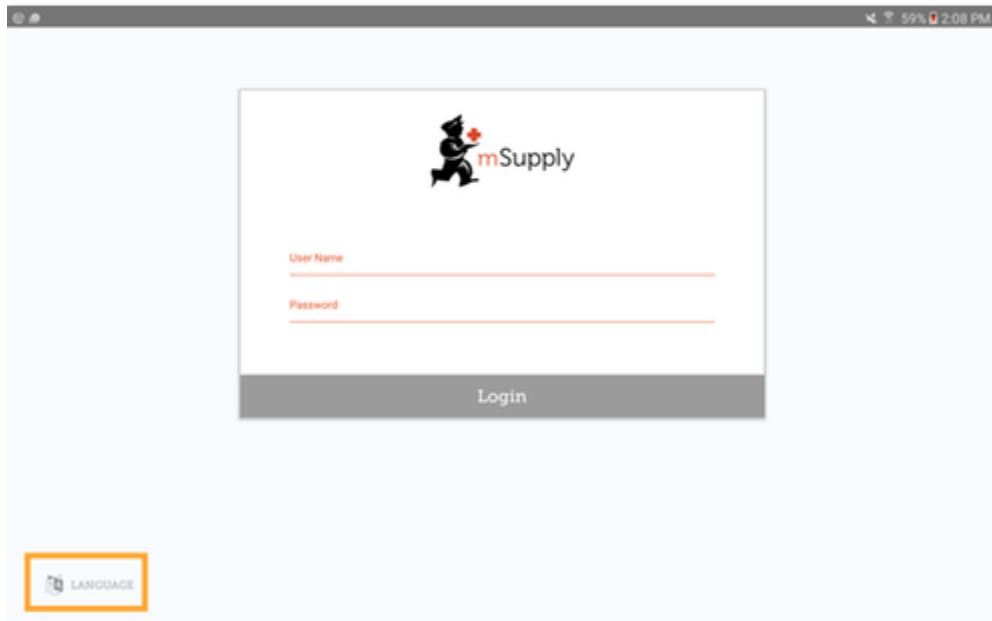 59% 2:08 PM
mSupply
User Name
Password
Login
LANGUAGE